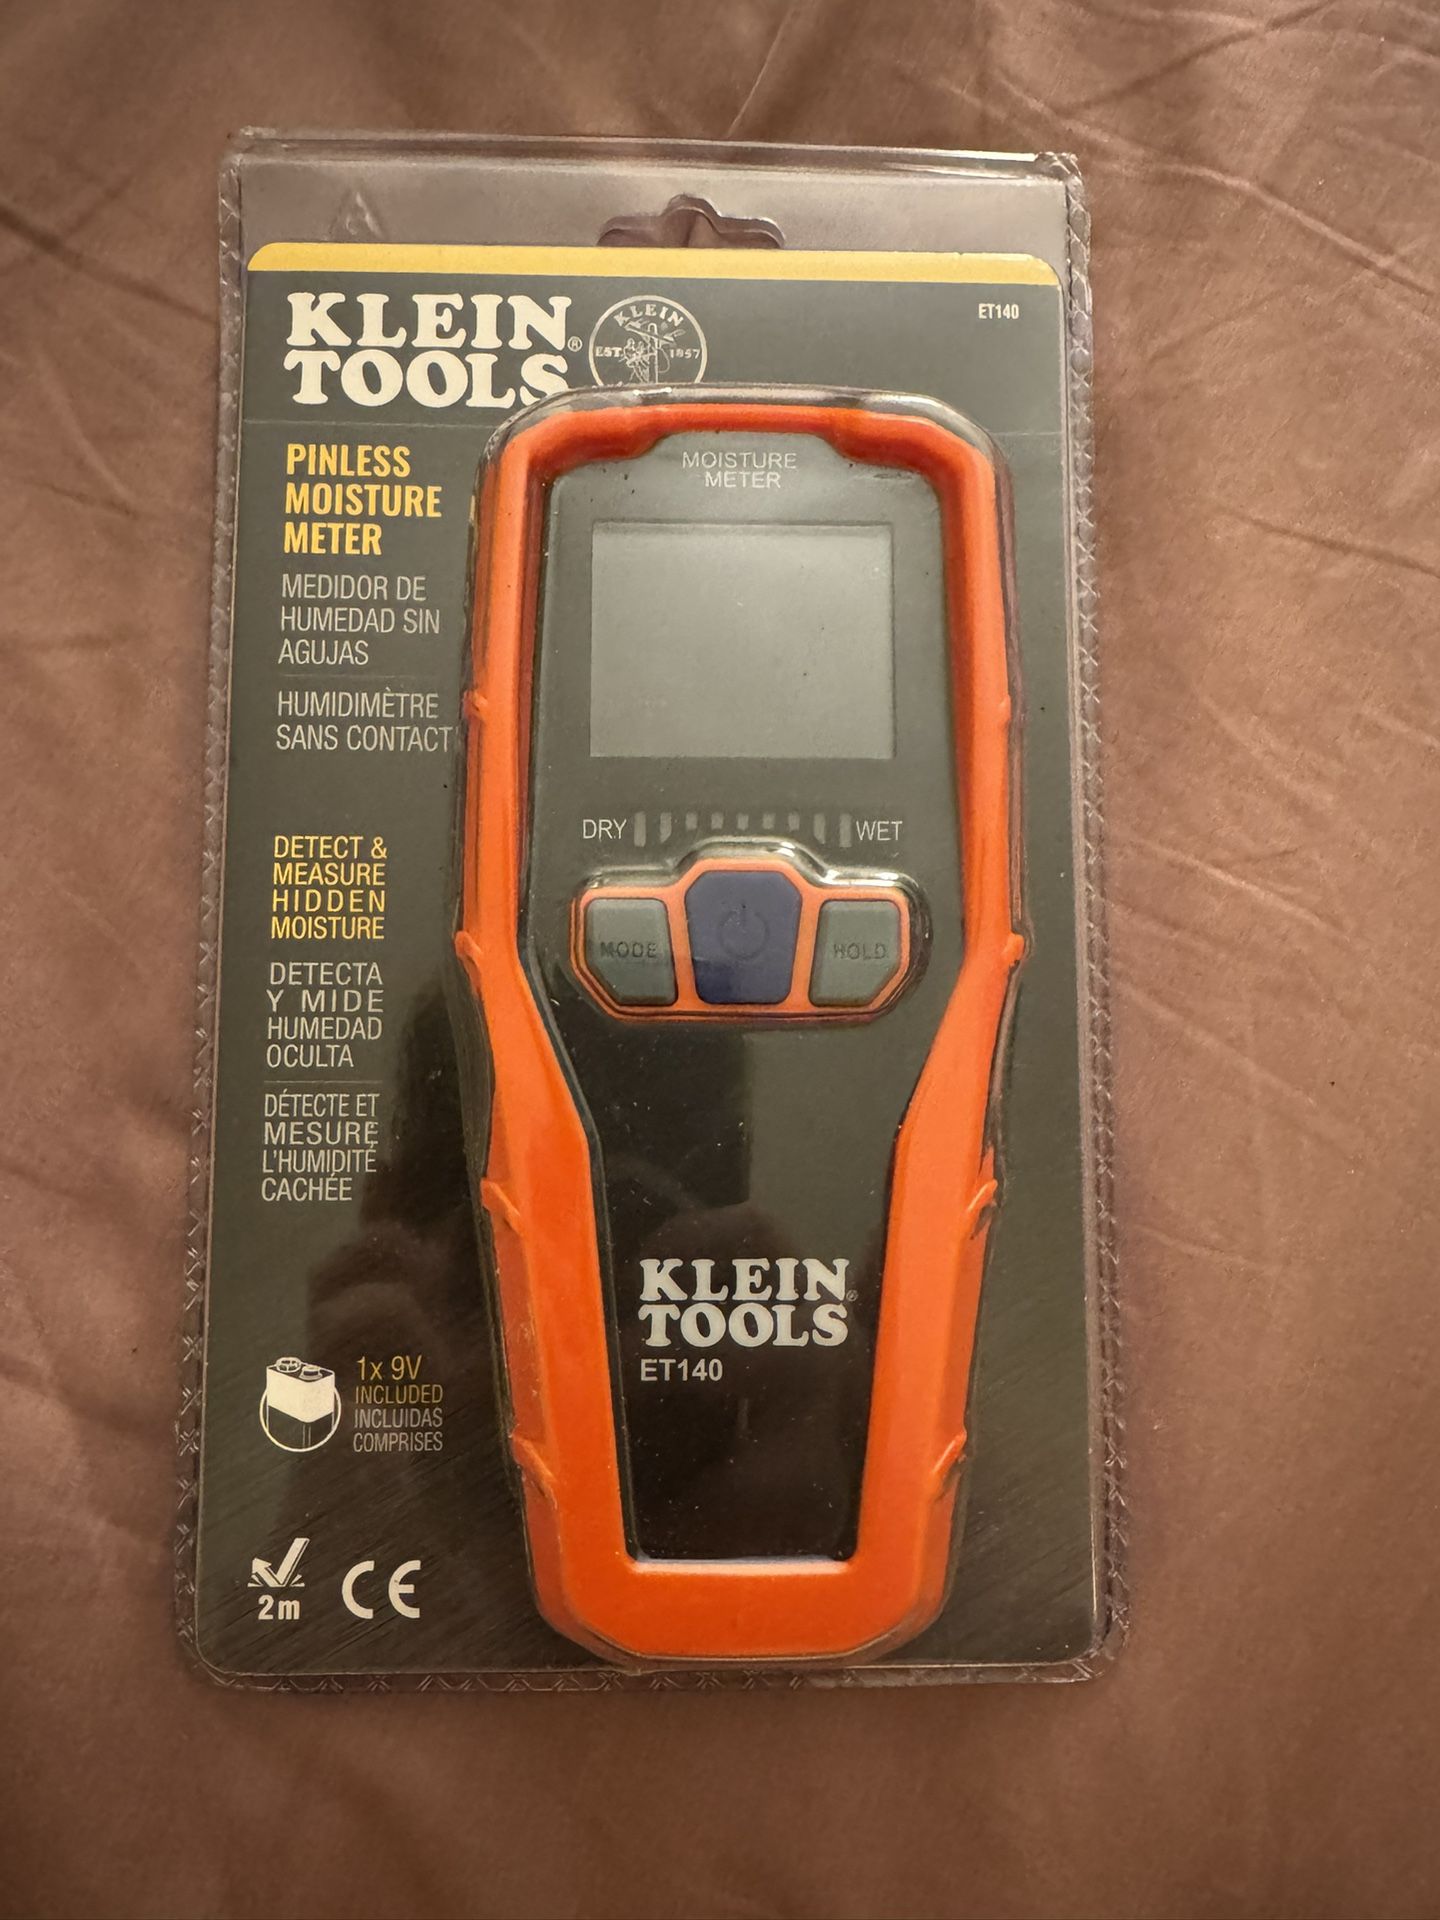 KLEIN
TOOLS®
KLEIN
EST. 1857
ET140
PINLESS
MOISTURE
METER
MEDIDOR DE
HUMEDAD SIN
AGUJAS
HUMIDIMÈTRE
SANS CONTACT
DETECT &
MEASURE
HIDDEN
MOISTURE
DETECTA
Y MIDE
HUMEDAD
OCULTA
DÉTECTE ET
MESURE
L'HUMIDITÉ
CACHÉE
1x 9V
INCLUDED
INCLUIDAS
COMPRISES
2m
CE
MOISTURE
METER
DRY WET
MODE HOLD
KLEIN
TOOLS®
ET140